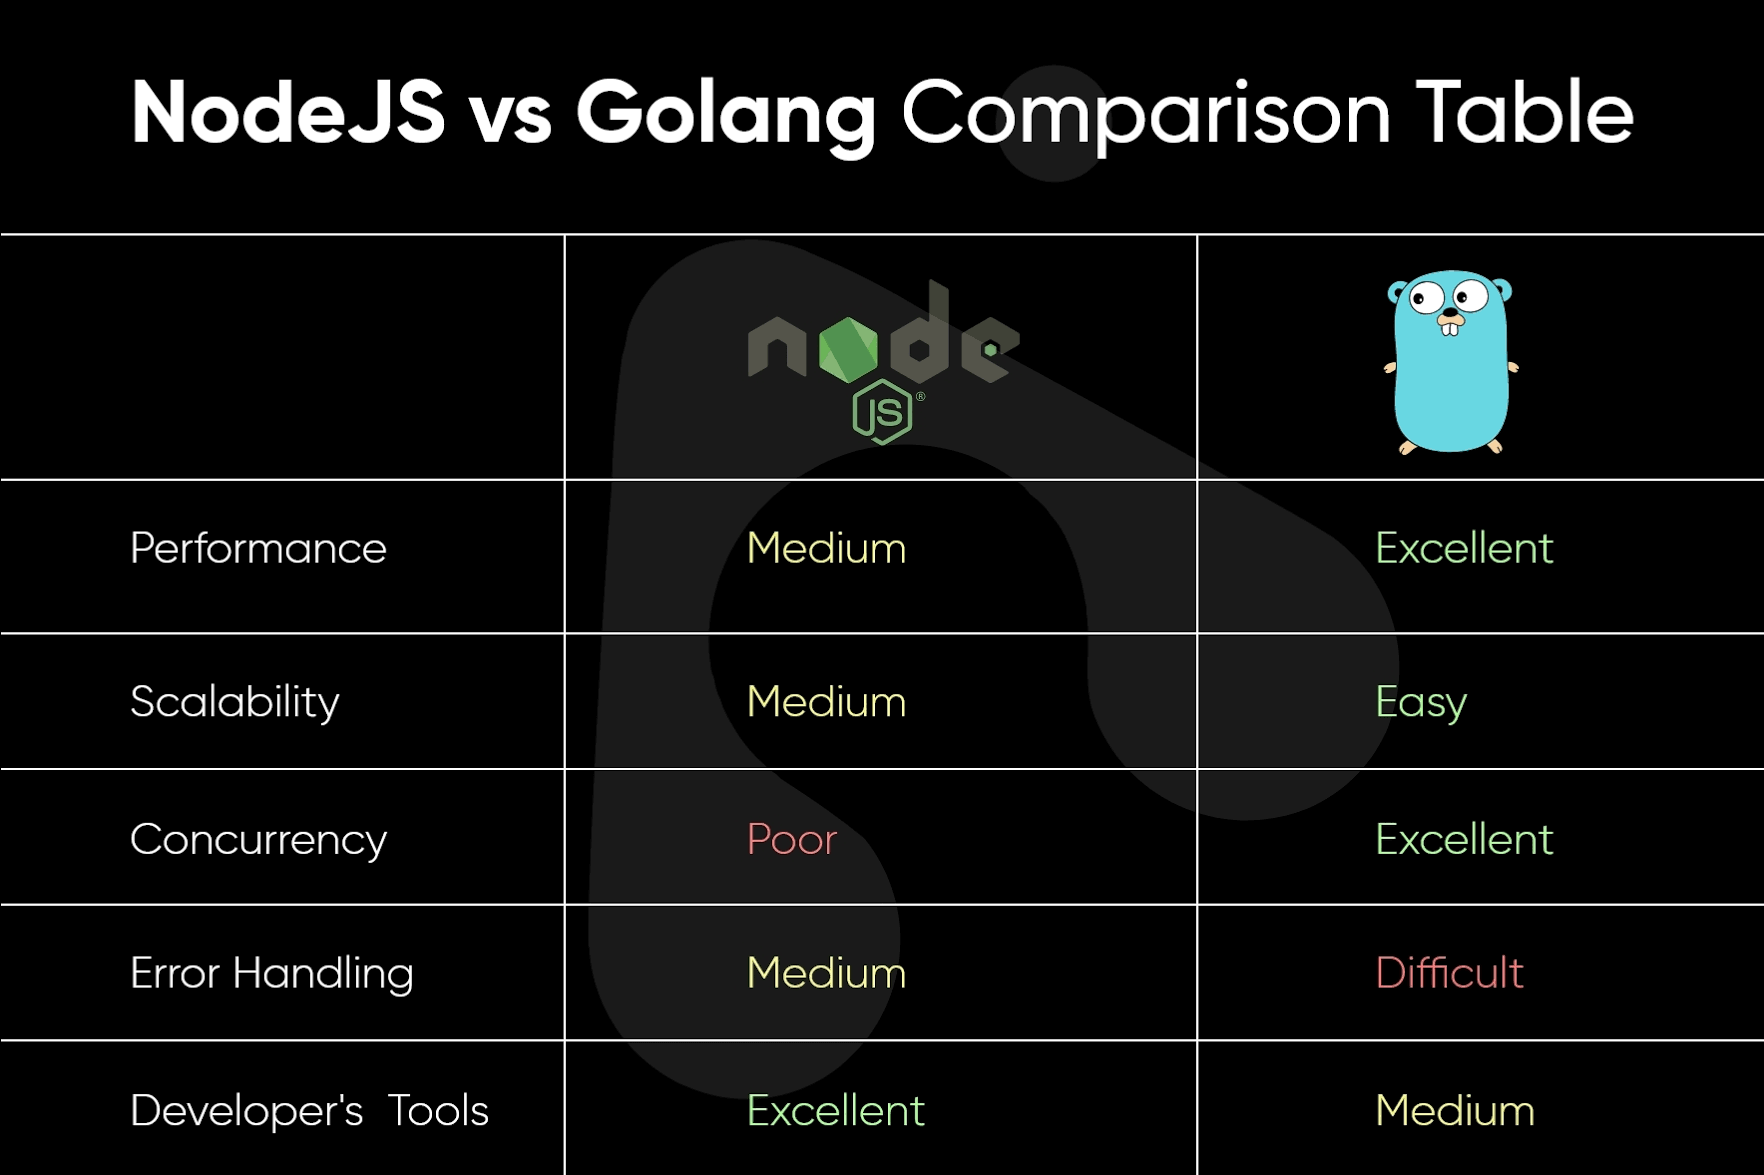 NodeJS vs Golang Comparison Table
node
JS®
Performance Medium Excellent
Scalability Medium Easy
Concurrency Poor Excellent
Error Handling Medium Difficult
Developer's Tools Excellent Medium